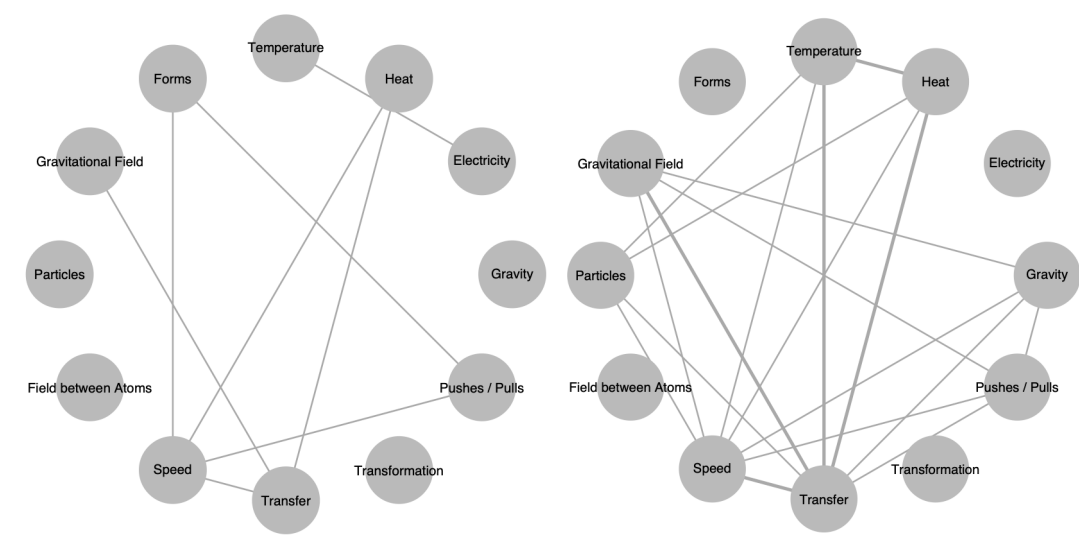 Temperature
Forms
Heat
Gravitational Field
Electricity
Particles
Gravity
Field between Atoms
Pushes / Pulls
Speed
Transformation
Transfer
Temperature
Forms
Heat
Gravitational Field
Electricity
Particles
Gravity
Field between Atoms
Pushes / Pulls
Speed
Transformation
Transfer